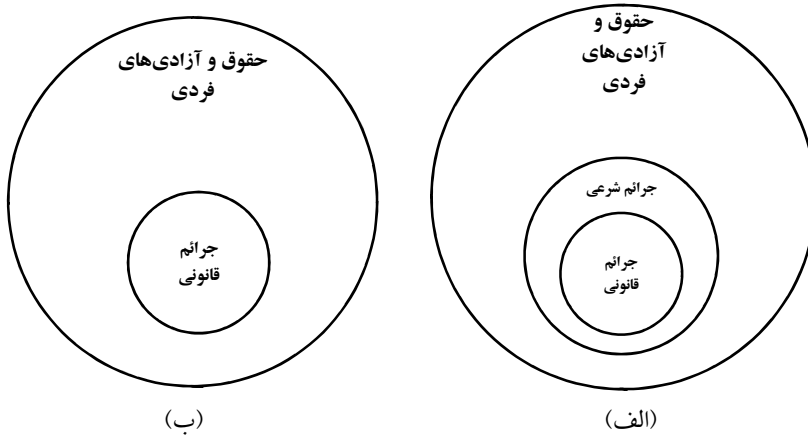 حقوق و
آزادی‌های
فردی
جرائم شرعی
جرائم
قانونی
(الف)
حقوق و آزادی‌های
فردی
جرائم
قانونی
(ب)